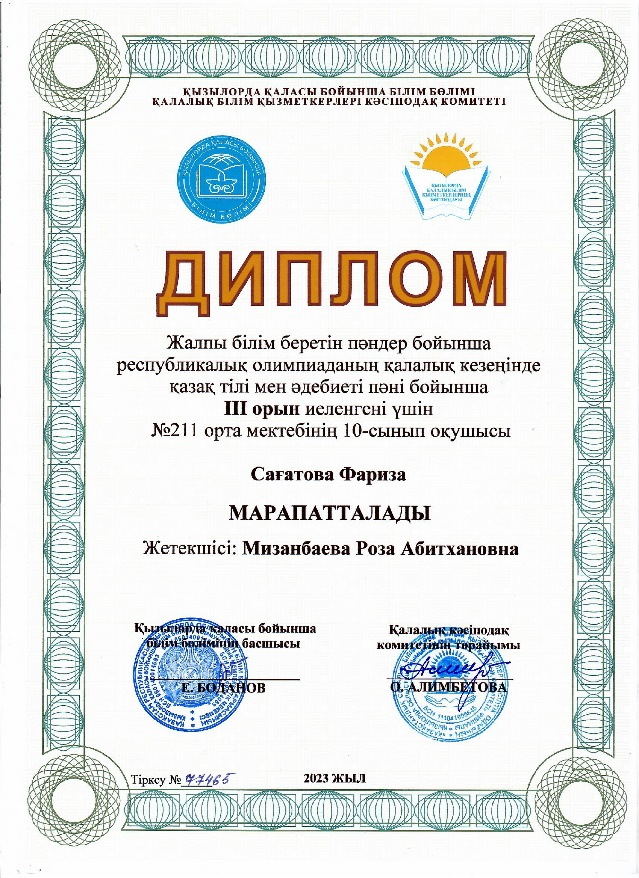 ҚЫЗЫЛОРДА ҚАЛАСЫ БОЙЫНША БІЛІМ БӨЛІМІ
ҚАЛАЛЫҚ БІЛІМ ҚЫЗМЕТКЕРЛЕРІ КӘСІПОДАҚ КОМИТЕТІ
ДИПЛОМ
Жалпы білім беретін пәндер бойынша
республикалық олимпиаданың қалалық кезеңінде
қазақ тілі мен әдебиеті пәні бойынша
ІІІ орын иеленгені үшін
№211 орта мектебінің 10-сынып оқушысы
Сағатова Фариза
МАРАПАТТАЛАДЫ
Жетекшісі: Мизанбаева Роза Абитхановна
Қызылорда қаласы бойынша
білім бөлімінің басшысы
Е. БОДАНОВ
Қалалық кәсіподақ
комитетінің төрайымы
О. АЛИМБЕТОВА
Тіркеу № 77465
2023 ЖЫЛ